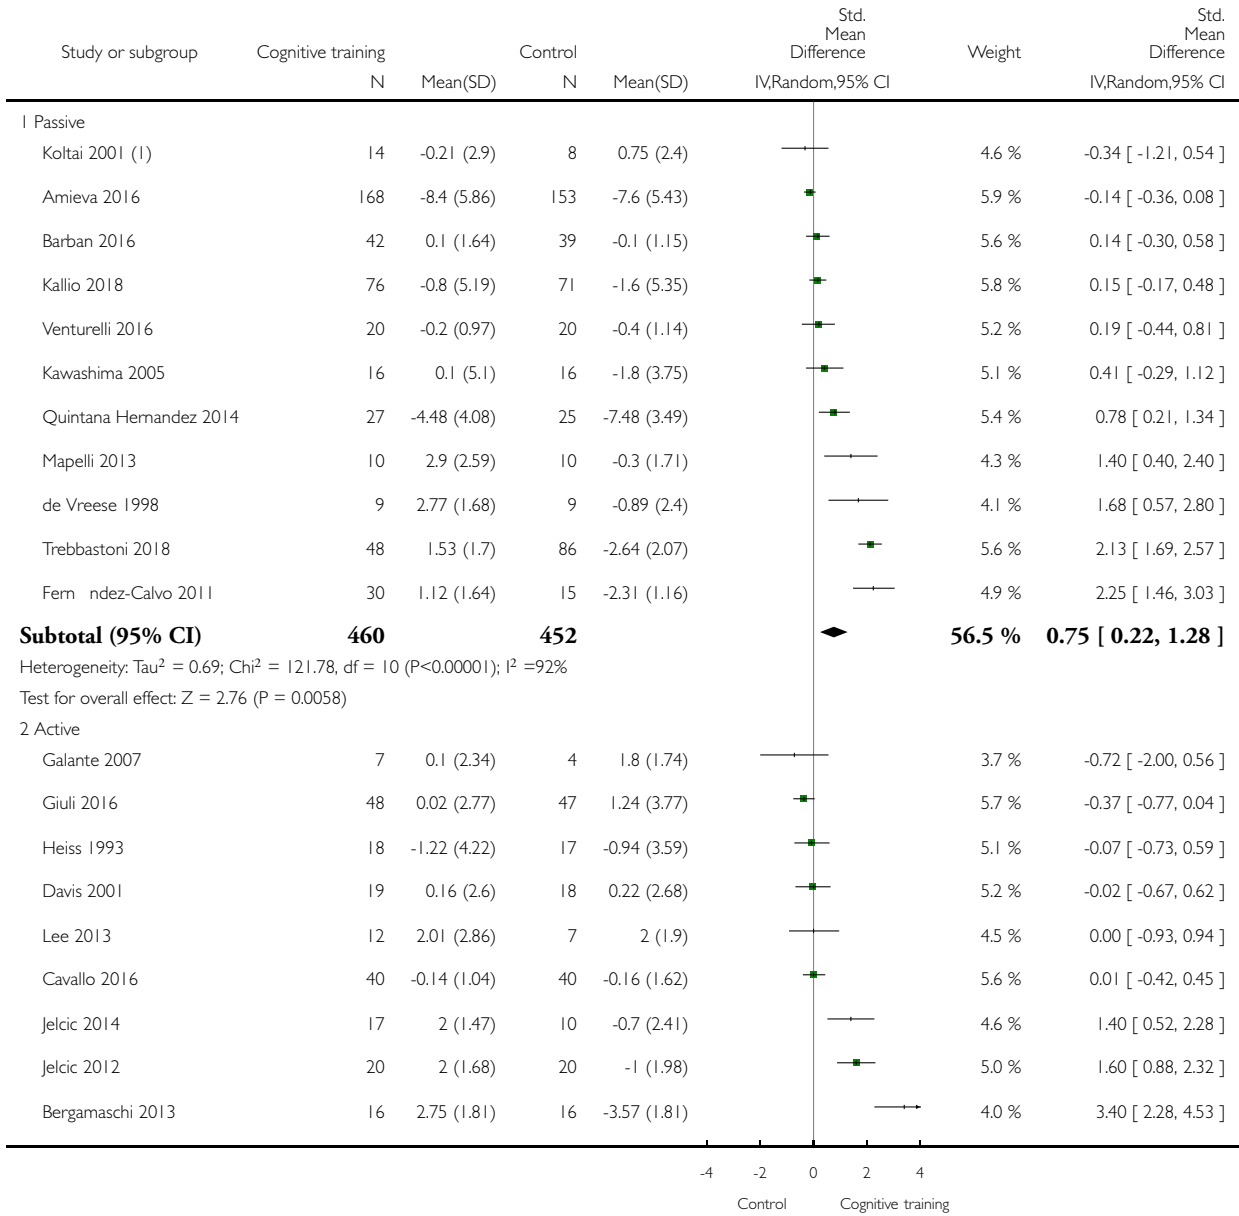 Std. Mean Difference Std. Mean Difference
Study or subgroup Cognitive training Control Weight
N Mean(SD) N Mean(SD) IV,Random,95% CI IV,Random,95% CI
1 Passive
Koltai 2001 (1) 14 -0.21 (2.9) 8 0.75 (2.4) 4.6 % -0.34 [ -1.21, 0.54 ]
Amieva 2016 168 -8.4 (5.86) 153 -7.6 (5.43) 5.9 % -0.14 [ -0.36, 0.08 ]
Barban 2016 42 0.1 (1.64) 39 -0.1 (1.15) 5.6 % 0.14 [ -0.30, 0.58 ]
Kallio 2018 76 -0.8 (5.19) 71 -1.6 (5.35) 5.8 % 0.15 [ -0.17, 0.48 ]
Venturelli 2016 20 -0.2 (0.97) 20 -0.4 (1.14) 5.2 % 0.19 [ -0.44, 0.81 ]
Kawashima 2005 16 0.1 (5.1) 16 -1.8 (3.75) 5.1 % 0.41 [ -0.29, 1.12 ]
Quintana Hernandez 2014 27 -4.48 (4.08) 25 -7.48 (3.49) 5.4 % 0.78 [ 0.21, 1.34 ]
Mapelli 2013 10 2.9 (2.59) 10 -0.3 (1.71) 4.3 % 1.40 [ 0.40, 2.40 ]
de Vreese 1998 9 2.77 (1.68) 9 -0.89 (2.4) 4.1 % 1.68 [ 0.57, 2.80 ]
Trebbastoni 2018 48 1.53 (1.7) 86 -2.64 (2.07) 5.6 % 2.13 [ 1.69, 2.57 ]
Fern ndez-Calvo 2011 30 1.12 (1.64) 15 -2.31 (1.16) 4.9 % 2.25 [ 1.46, 3.03 ]
Subtotal (95% CI) 460 452 56.5 % 0.75 [ 0.22, 1.28 ]
Heterogeneity: Tau² = 0.69; Chi² = 121.78, df = 10 (P<0.00001); I² =92%
Test for overall effect: Z = 2.76 (P = 0.0058)
2 Active
Galante 2007 7 0.1 (2.34) 4 1.8 (1.74) 3.7 % -0.72 [ -2.00, 0.56 ]
Giuli 2016 48 0.02 (2.77) 47 1.24 (3.77) 5.7 % -0.37 [ -0.77, 0.04 ]
Heiss 1993 18 -1.22 (4.22) 17 -0.94 (3.59) 5.1 % -0.07 [ -0.73, 0.59 ]
Davis 2001 19 0.16 (2.6) 18 0.22 (2.68) 5.2 % -0.02 [ -0.67, 0.62 ]
Lee 2013 12 2.01 (2.86) 7 2 (1.9) 4.5 % 0.00 [ -0.93, 0.94 ]
Cavallo 2016 40 -0.14 (1.04) 40 -0.16 (1.62) 5.6 % 0.01 [ -0.42, 0.45 ]
Jelcic 2014 17 2 (1.47) 10 -0.7 (2.41) 4.6 % 1.40 [ 0.52, 2.28 ]
Jelcic 2012 20 2 (1.68) 20 -1 (1.98) 5.0 % 1.60 [ 0.88, 2.32 ]
Bergamaschi 2013 16 2.75 (1.81) 16 -3.57 (1.81) 4.0 % 3.40 [ 2.28, 4.53 ]
-4 -2 0 2 4
Control Cognitive training